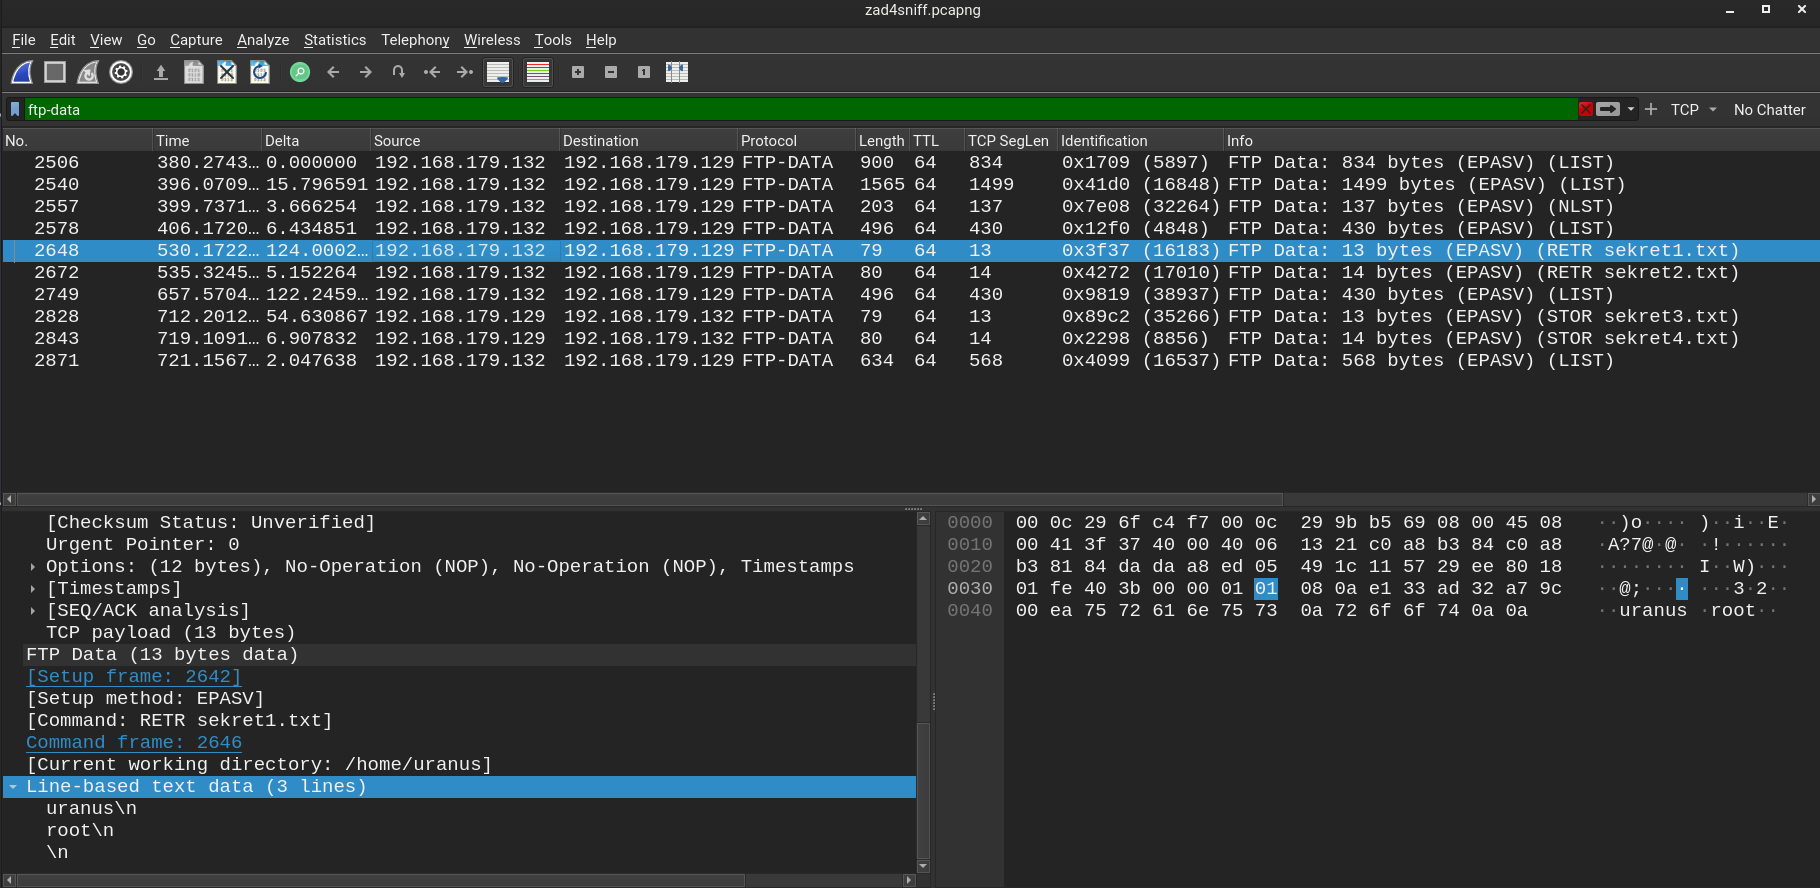 zad4sniff.pcapng
File Edit View Go Capture Analyze Statistics Telephony Wireless Tools Help
ftp-data
TCP No Chatter
No. Time Delta Source Destination Protocol Length TTL TCP SegLen Identification Info
2506 380.2743… 0.000000 192.168.179.132 192.168.179.129 FTP-DATA 900 64 834 0x1709 (5897) FTP Data: 834 bytes (EPASV) (LIST)
2540 396.0709… 15.796591 192.168.179.132 192.168.179.129 FTP-DATA 1565 64 1499 0x41d0 (16848) FTP Data: 1499 bytes (EPASV) (LIST)
2557 399.7371… 3.666254 192.168.179.132 192.168.179.129 FTP-DATA 203 64 137 0x7e08 (32264) FTP Data: 137 bytes (EPASV) (NLST)
2578 406.1720… 6.434851 192.168.179.132 192.168.179.129 FTP-DATA 496 64 430 0x12f0 (4848) FTP Data: 430 bytes (EPASV) (LIST)
2648 530.1722… 124.0002… 192.168.179.132 192.168.179.129 FTP-DATA 79 64 13 0x3f37 (16183) FTP Data: 13 bytes (EPASV) (RETR sekret1.txt)
2672 535.3245… 5.152264 192.168.179.132 192.168.179.129 FTP-DATA 80 64 14 0x4272 (17010) FTP Data: 14 bytes (EPASV) (RETR sekret2.txt)
2749 657.5704… 122.2459… 192.168.179.132 192.168.179.129 FTP-DATA 496 64 430 0x9819 (38937) FTP Data: 430 bytes (EPASV) (LIST)
2828 712.2012… 54.630867 192.168.179.129 192.168.179.132 FTP-DATA 79 64 13 0x89c2 (35266) FTP Data: 13 bytes (EPASV) (STOR sekret3.txt)
2843 719.1091… 6.907832 192.168.179.129 192.168.179.132 FTP-DATA 80 64 14 0x2298 (8856) FTP Data: 14 bytes (EPASV) (STOR sekret4.txt)
2871 721.1567… 2.047638 192.168.179.132 192.168.179.129 FTP-DATA 634 64 568 0x4099 (16537) FTP Data: 568 bytes (EPASV) (LIST)
[Checksum Status: Unverified]
Urgent Pointer: 0
Options: (12 bytes), No-Operation (NOP), No-Operation (NOP), Timestamps
[Timestamps]
[SEQ/ACK analysis]
TCP payload (13 bytes)
FTP Data (13 bytes data)
[Setup frame: 2642]
[Setup method: EPASV]
[Command: RETR sekret1.txt]
Command frame: 2646
[Current working directory: /home/uranus]
Line-based text data (3 lines)
uranus\n
root\n
\n
0000 00 0c 29 6f c4 f7 00 0c 29 9b b5 69 08 00 45 08 ··)o···· )··i··E·
0010 00 41 3f 37 40 00 40 06 13 21 c0 a8 b3 84 c0 a8 ·A?7@·@· ·!······
0020 b3 81 84 da da a8 ed 05 49 1c 11 57 29 ee 80 18 ········ I··W)···
0030 01 fe 40 3b 00 00 01 01 08 0a e1 33 ad 32 a7 9c ··@;···· ···3·2··
0040 00 ea 75 72 61 6e 75 73 0a 72 6f 6f 74 0a 0a ··uranus ·root··